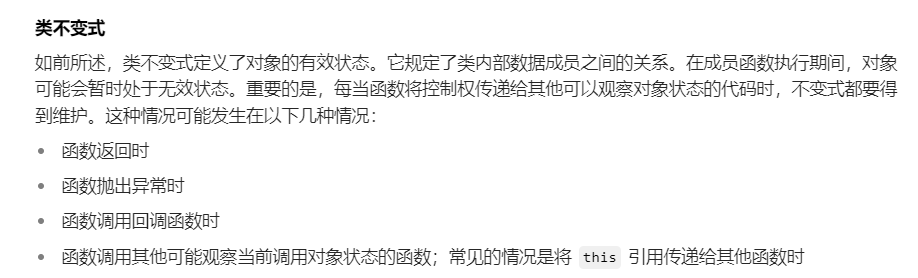 类不变式
如前所述，类不变式定义了对象的有效状态。它规定了类内部数据成员之间的关系。在成员函数执行期间，对象
可能会暂时处于无效状态。重要的是，每当函数将控制权传递给其他可以观察对象状态的代码时，不变式都要得
到维护。这种情况可能发生在以下几种情况：
• 函数返回时
• 函数抛出异常时
• 函数调用回调函数时
• 函数调用其他可能观察当前调用对象状态的函数；常见的情况是将 this 引用传递给其他函数时